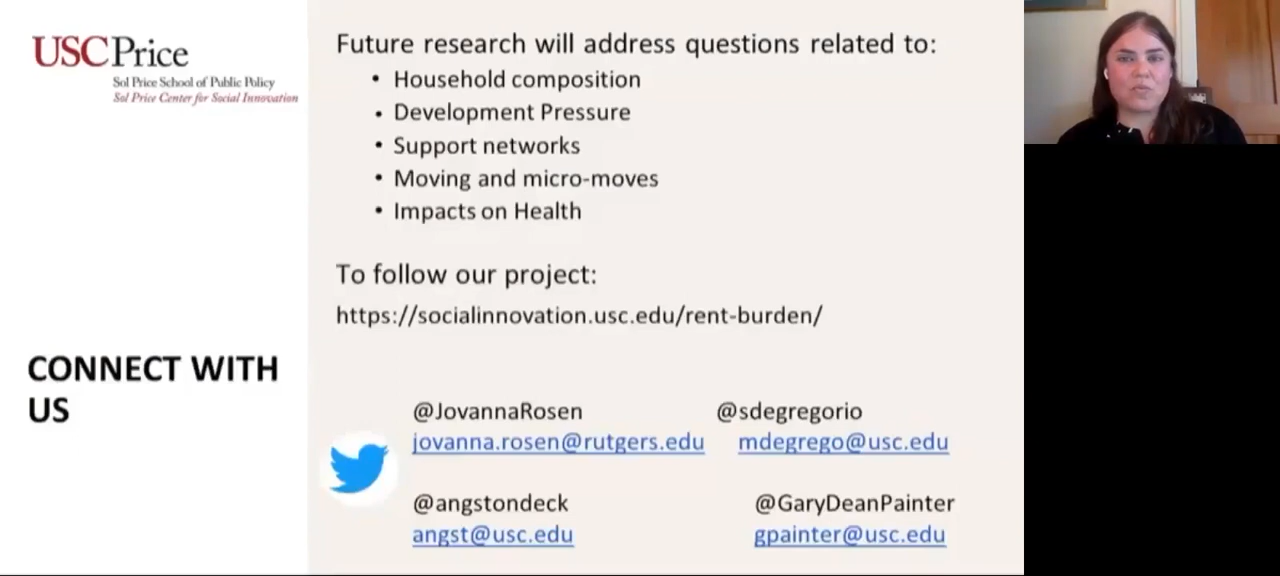 USC Price
Sol Price School of Public Policy
Sol Price Center for Social Innovation
CONNECT WITH
US
Future research will address questions related to:
• Household composition
• Development Pressure
• Support networks
• Moving and micro-moves
• Impacts on Health
To follow our project:
https://socialinnovation.usc.edu/rent-burden/
@JovannaRosen @sdegregorio
jovanna.rosen@rutgers.edu mdegrego@usc.edu
@angstondeck @GaryDeanPainter
angst@usc.edu gpainter@usc.edu